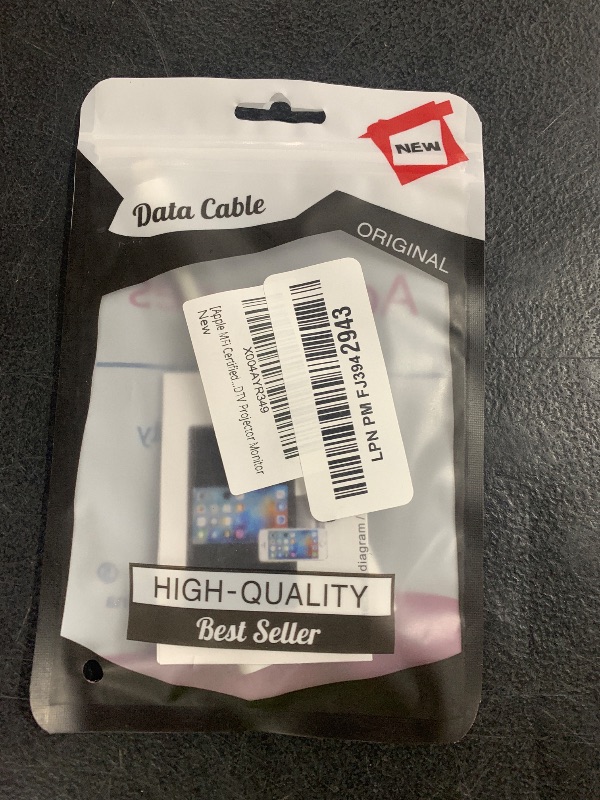 NEW
Data Cable
ORIGINAL
[Apple MFi Certified...DTV Projector Monitor
New
X004AYR349
LPN PM FJ3942943
diagram /
HIGH-QUALITY
Best Seller